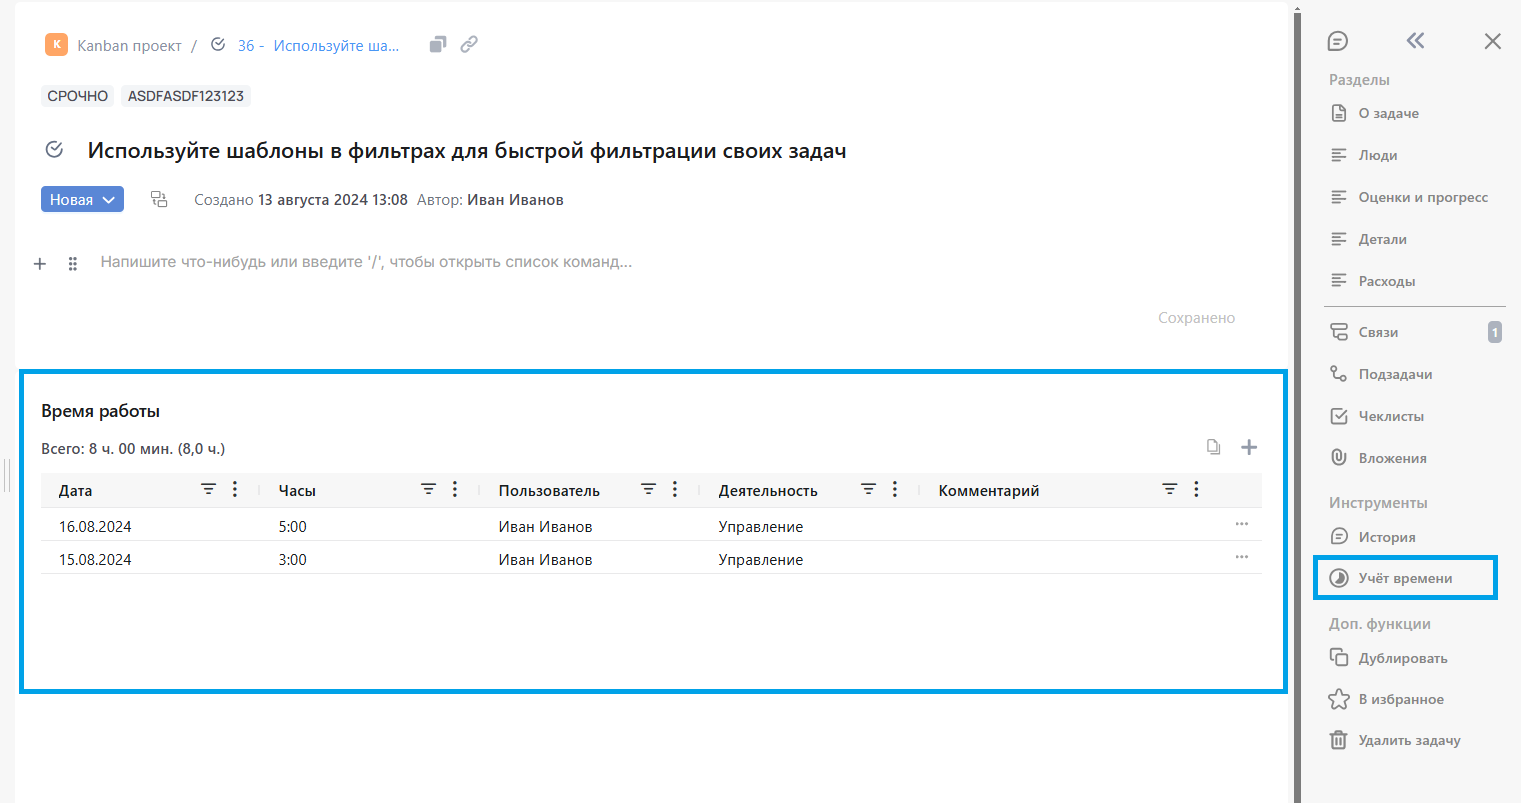 K Kanban проект / 36 - Используйте ша...
СРОЧНО ASDFASDF123123
Используйте шаблоны в фильтрах для быстрой фильтрации своих задач
Новая Создано 13 августа 2024 13:08 Автор: Иван Иванов
Напишите что-нибудь или введите '/', чтобы открыть список команд...
Сохранено
Время работы
Всего: 8 ч. 00 мин. (8,0 ч.)
Дата Часы Пользователь Деятельность Комментарий
16.08.2024 5:00 Иван Иванов Управление
15.08.2024 3:00 Иван Иванов Управление
Разделы
О задаче
Люди
Оценки и прогресс
Детали
Расходы
Связи 1
Подзадачи
Чеклисты
Вложения
Инструменты
История
Учёт времени
Доп. функции
Дублировать
В избранное
Удалить задачу